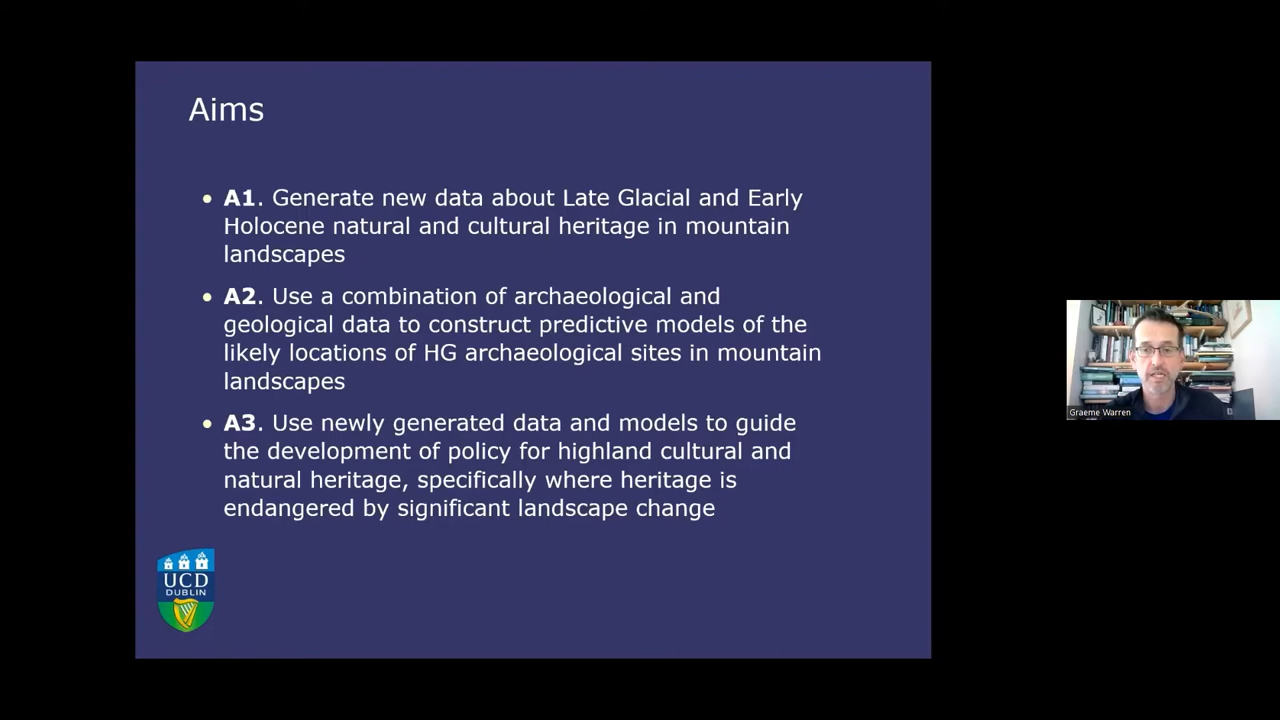 Aims
• A1. Generate new data about Late Glacial and Early
Holocene natural and cultural heritage in mountain
landscapes
• A2. Use a combination of archaeological and
geological data to construct predictive models of the
likely locations of HG archaeological sites in mountain
landscapes
• A3. Use newly generated data and models to guide
the development of policy for highland cultural and
natural heritage, specifically where heritage is
endangered by significant landscape change
UCD
DUBLIN
Graeme Warren